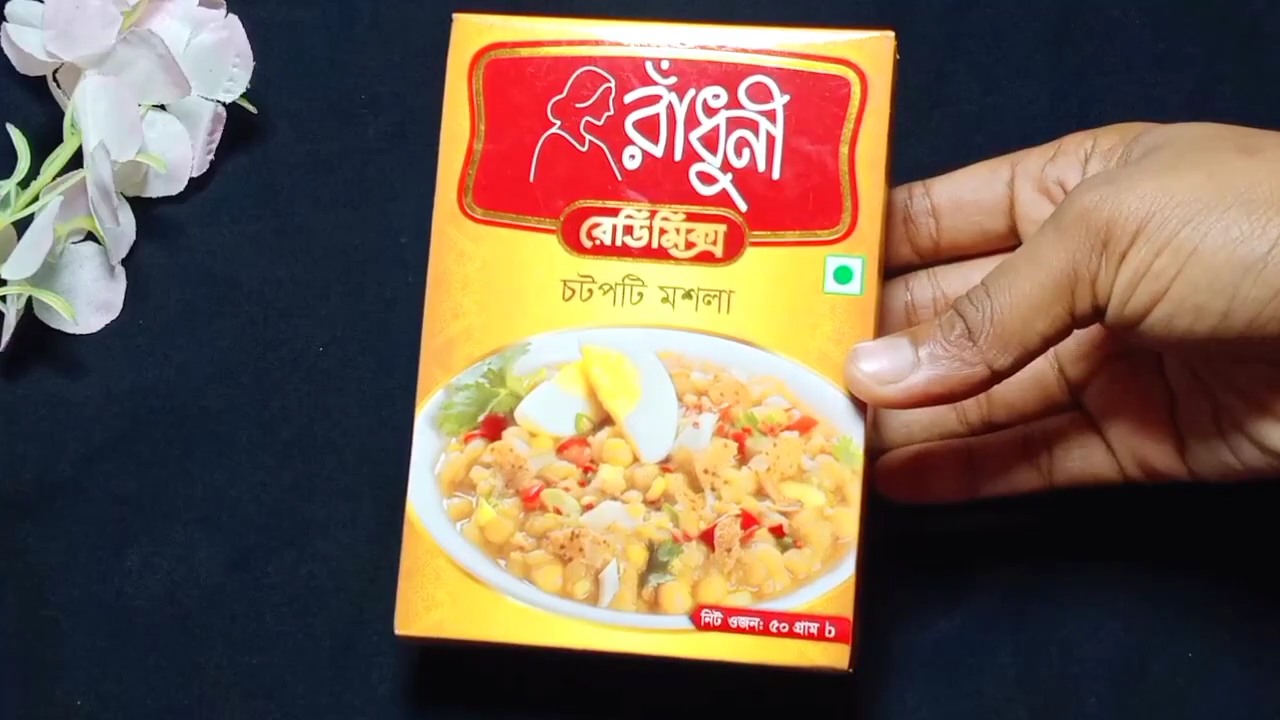 রাঁধুনী
রেডিমিক্স
চটপটি মশলা
নিট ওজন: ৫০ গ্রাম b